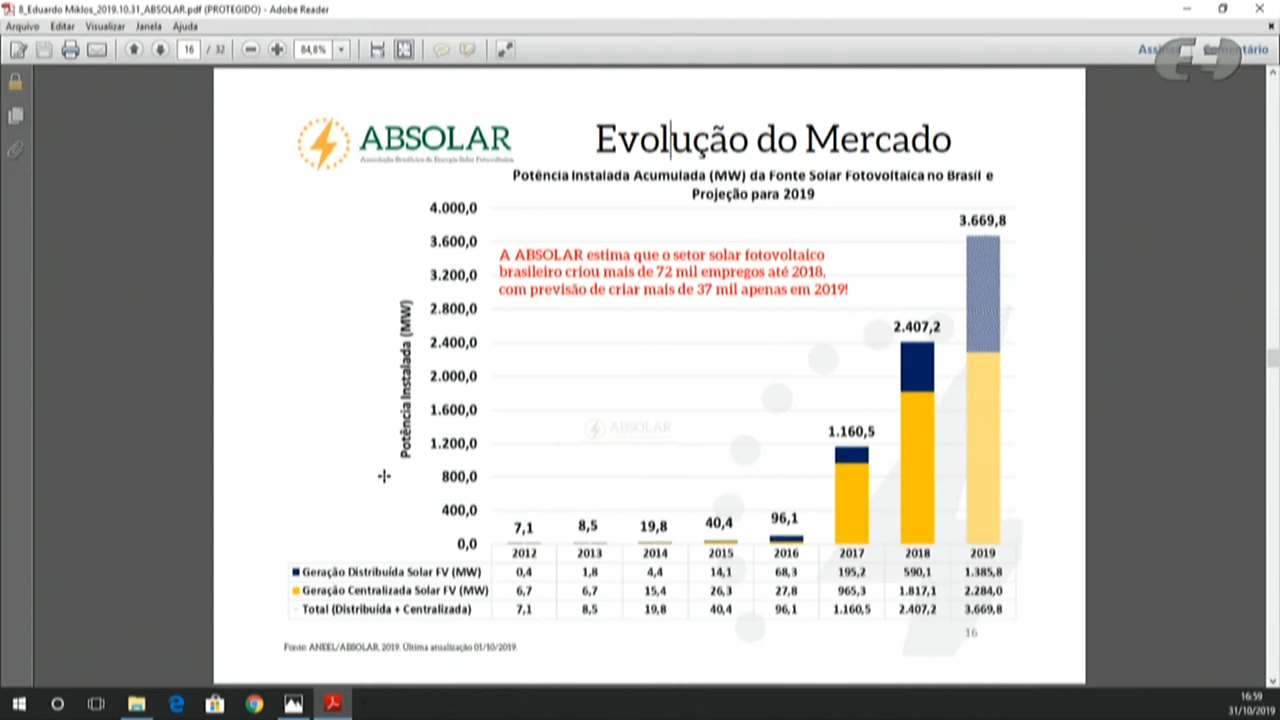 8_Eduardo Miklos_2019.10.31_ABSOLAR.pdf (PROTEGIDO) - Adobe Reader
Arquivo Editar Visualizar Janela Ajuda
16 / 32 84,8% Assinar Comentário
ABSOLAR
Associação Brasileira de Energia Solar Fotovoltaica
Evolução do Mercado
Potência Instalada Acumulada (MW) da Fonte Solar Fotovoltaica no Brasil e
Projeção para 2019
A ABSOLAR estima que o setor solar fotovoltaico
brasileiro criou mais de 72 mil empregos até 2018,
com previsão de criar mais de 37 mil apenas em 2019!
Potência Instalada (MW)
4.000,0
3.600,0
3.200,0
2.800,0
2.400,0
2.000,0
1.600,0
1.200,0
800,0
400,0
0,0
7,1 8,5 19,8 40,4 96,1 1.160,5 2.407,2 3.669,8
ABSOLAR
2012 2013 2014 2015 2016 2017 2018 2019
Geração Distribuída Solar FV (MW) 0,4 1,8 4,4 14,1 68,3 195,2 590,1 1.385,8
Geração Centralizada Solar FV (MW) 6,7 6,7 15,4 26,3 27,8 965,3 1.817,1 2.284,0
Total (Distribuída + Centralizada) 7,1 8,5 19,8 40,4 96,1 1.160,5 2.407,2 3.669,8
16
Fonte: ANEEL/ABSOLAR, 2019. Última atualização 01/10/2019.
16:59
31/10/2019